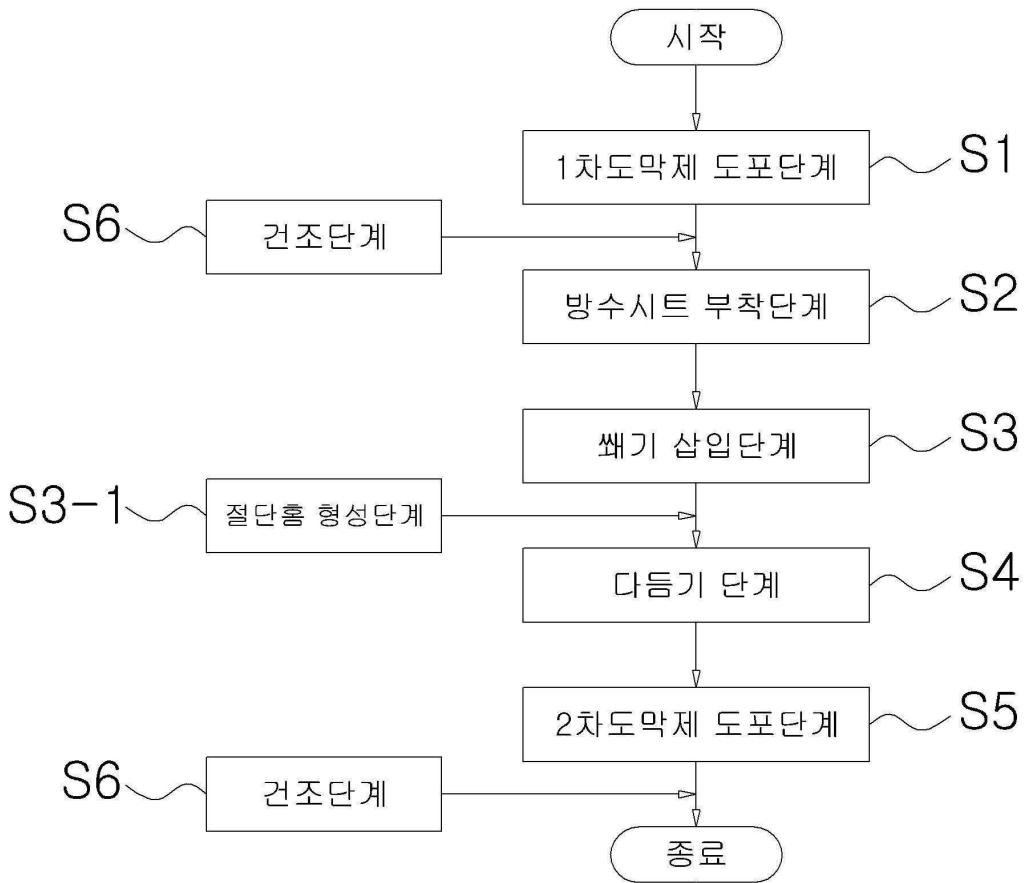 시작
1차도막제 도포단계
S1
S6
건조단계
방수시트 부착단계
S2
쐐기 삽입단계
S3
S3-1
절단홈 형성단계
다듬기 단계
S4
2차도막제 도포단계
S5
S6
건조단계
종료